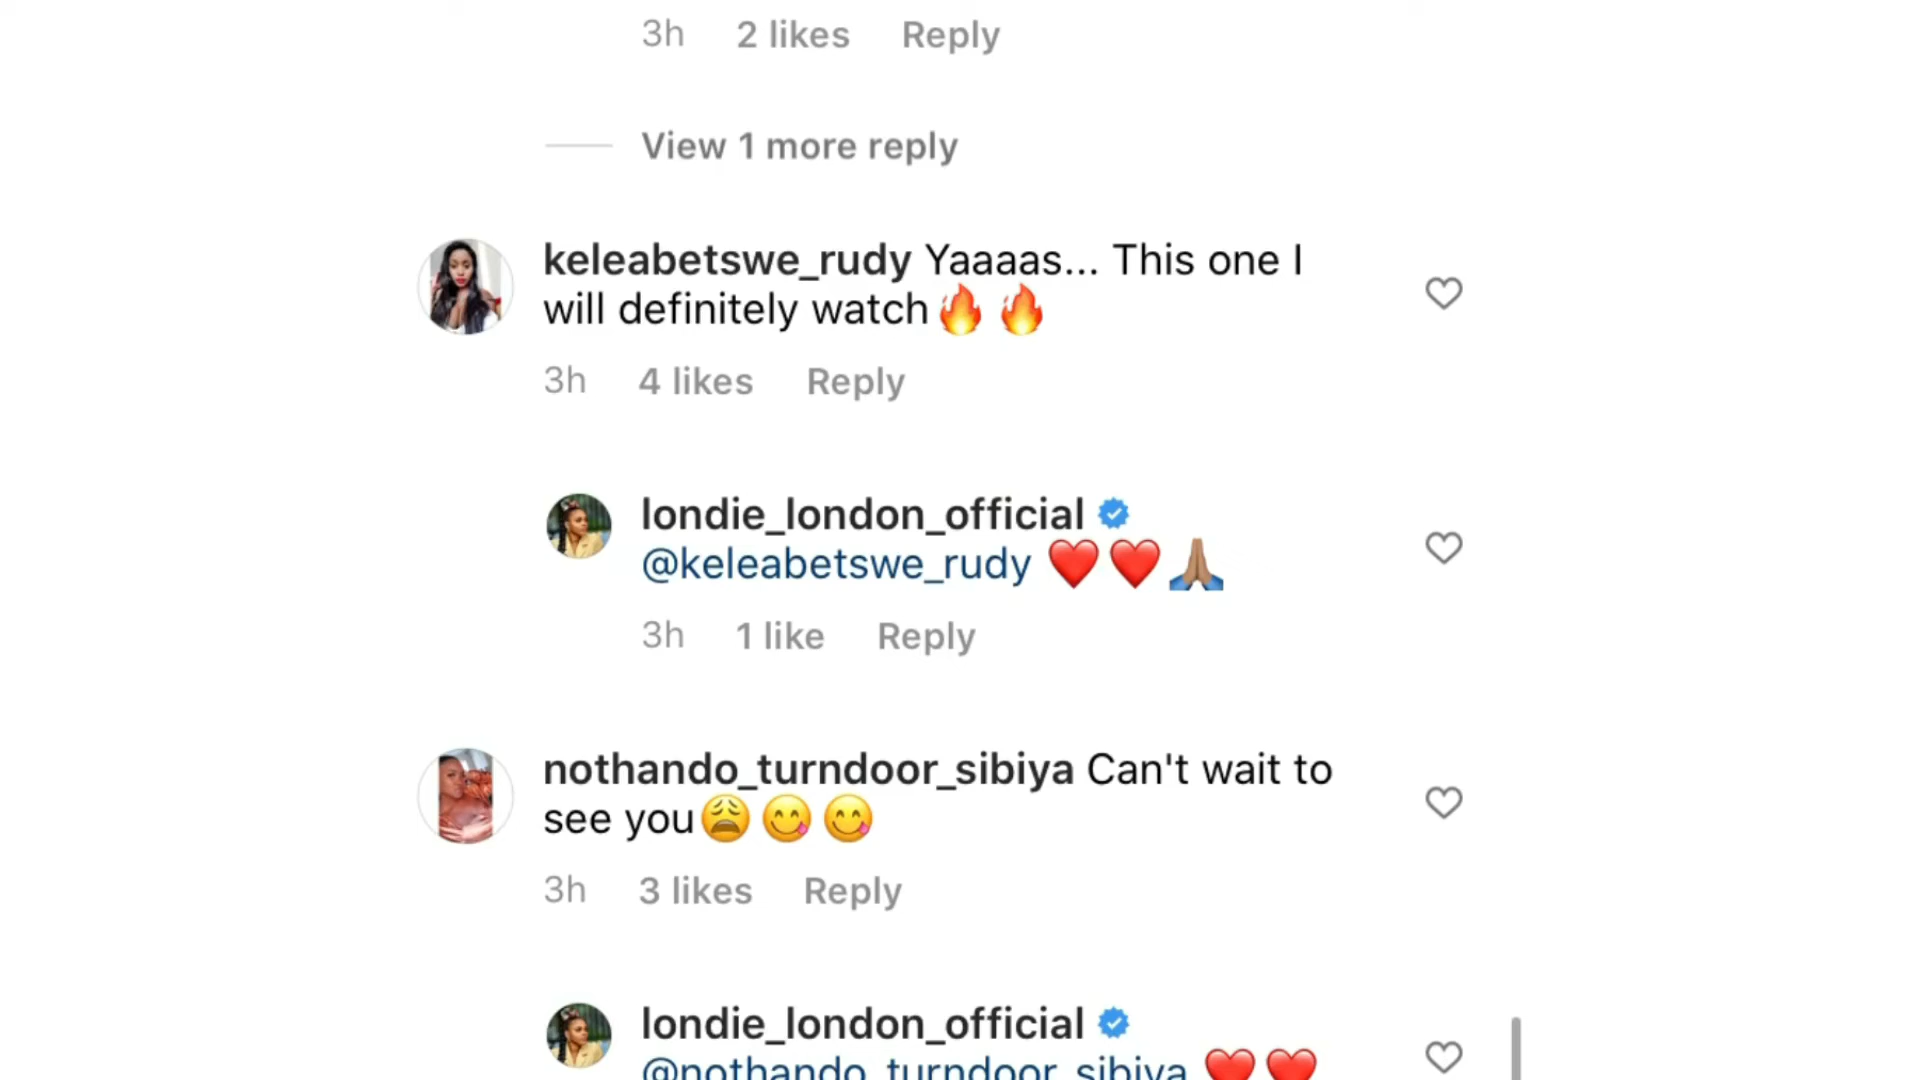 3h 2 likes Reply
View 1 more reply
keleabetswe_rudy Yaaaas... This one I
will definitely watch🔥🔥
3h 4 likes Reply
londie_london_official
@keleabetswe_rudy ❤️❤️🙏🏽
3h 1 like Reply
nothando_turndoor_sibiya Can't wait to
see you😩😋😋
3h 3 likes Reply
londie_london_official
@nothando_turndoor_sibiya ❤️❤️